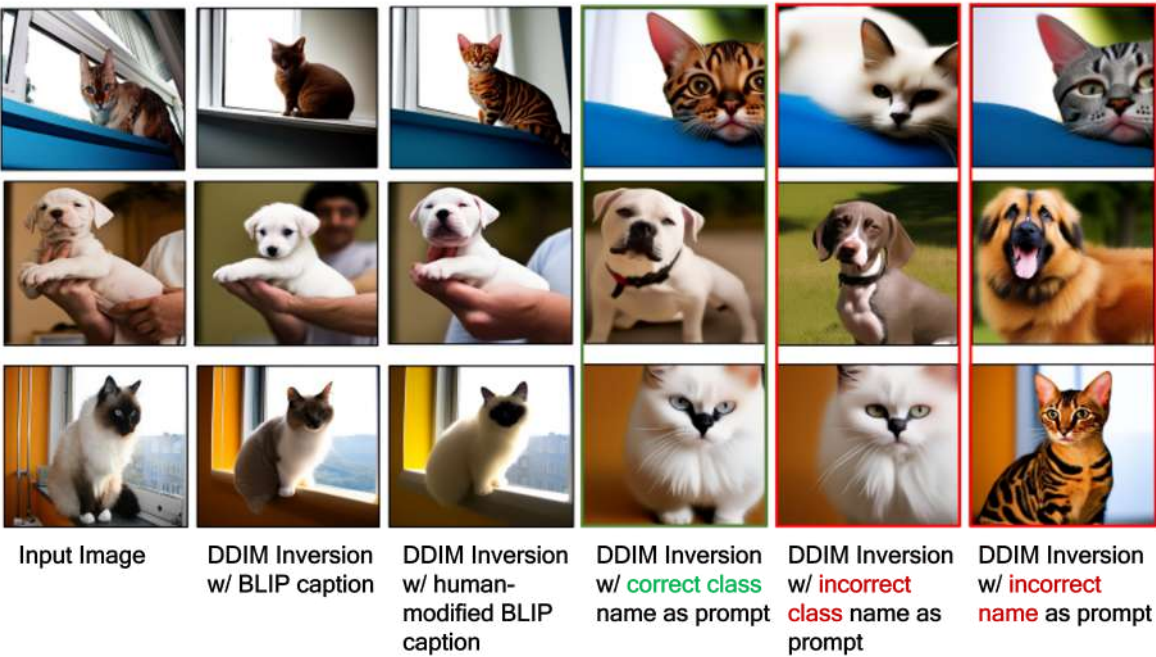 Input Image
DDIM Inversion
w/ BLIP caption
DDIM Inversion
w/ human-
modified BLIP
caption
DDIM Inversion
w/ correct class
name as prompt
DDIM Inversion
w/ incorrect
class name as
prompt
DDIM Inversion
w/ incorrect
name as prompt